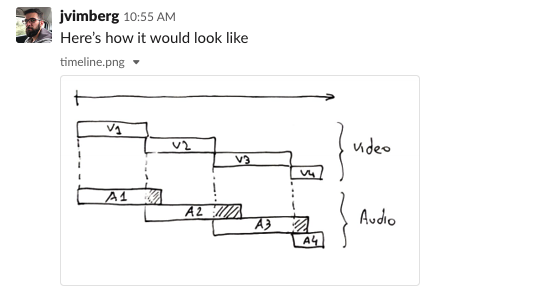 jvimberg 10:55 AM
Here's how it would look like
timeline.png
V1
V2
V3
V4
Video
A1
A2
A3
A4
Audio